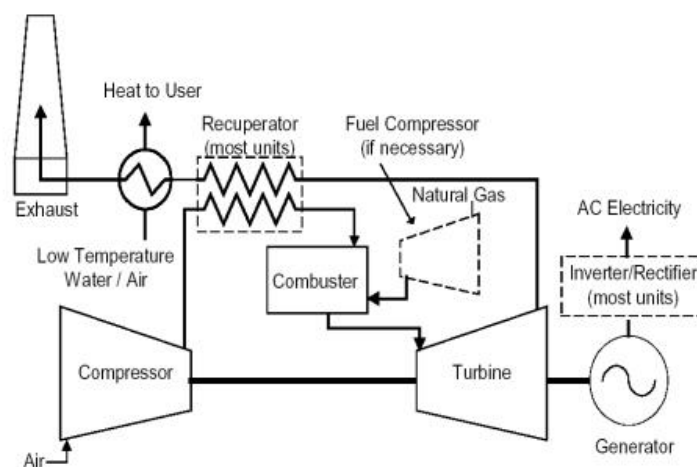 Heat to User
Recuperator
(most units)
Fuel Compressor
(if necessary)
Natural Gas
AC Electricity
Exhaust
Low Temperature
Water / Air
Combuster
Inverter/Rectifier
(most units)
Compressor
Turbine
Generator
Air